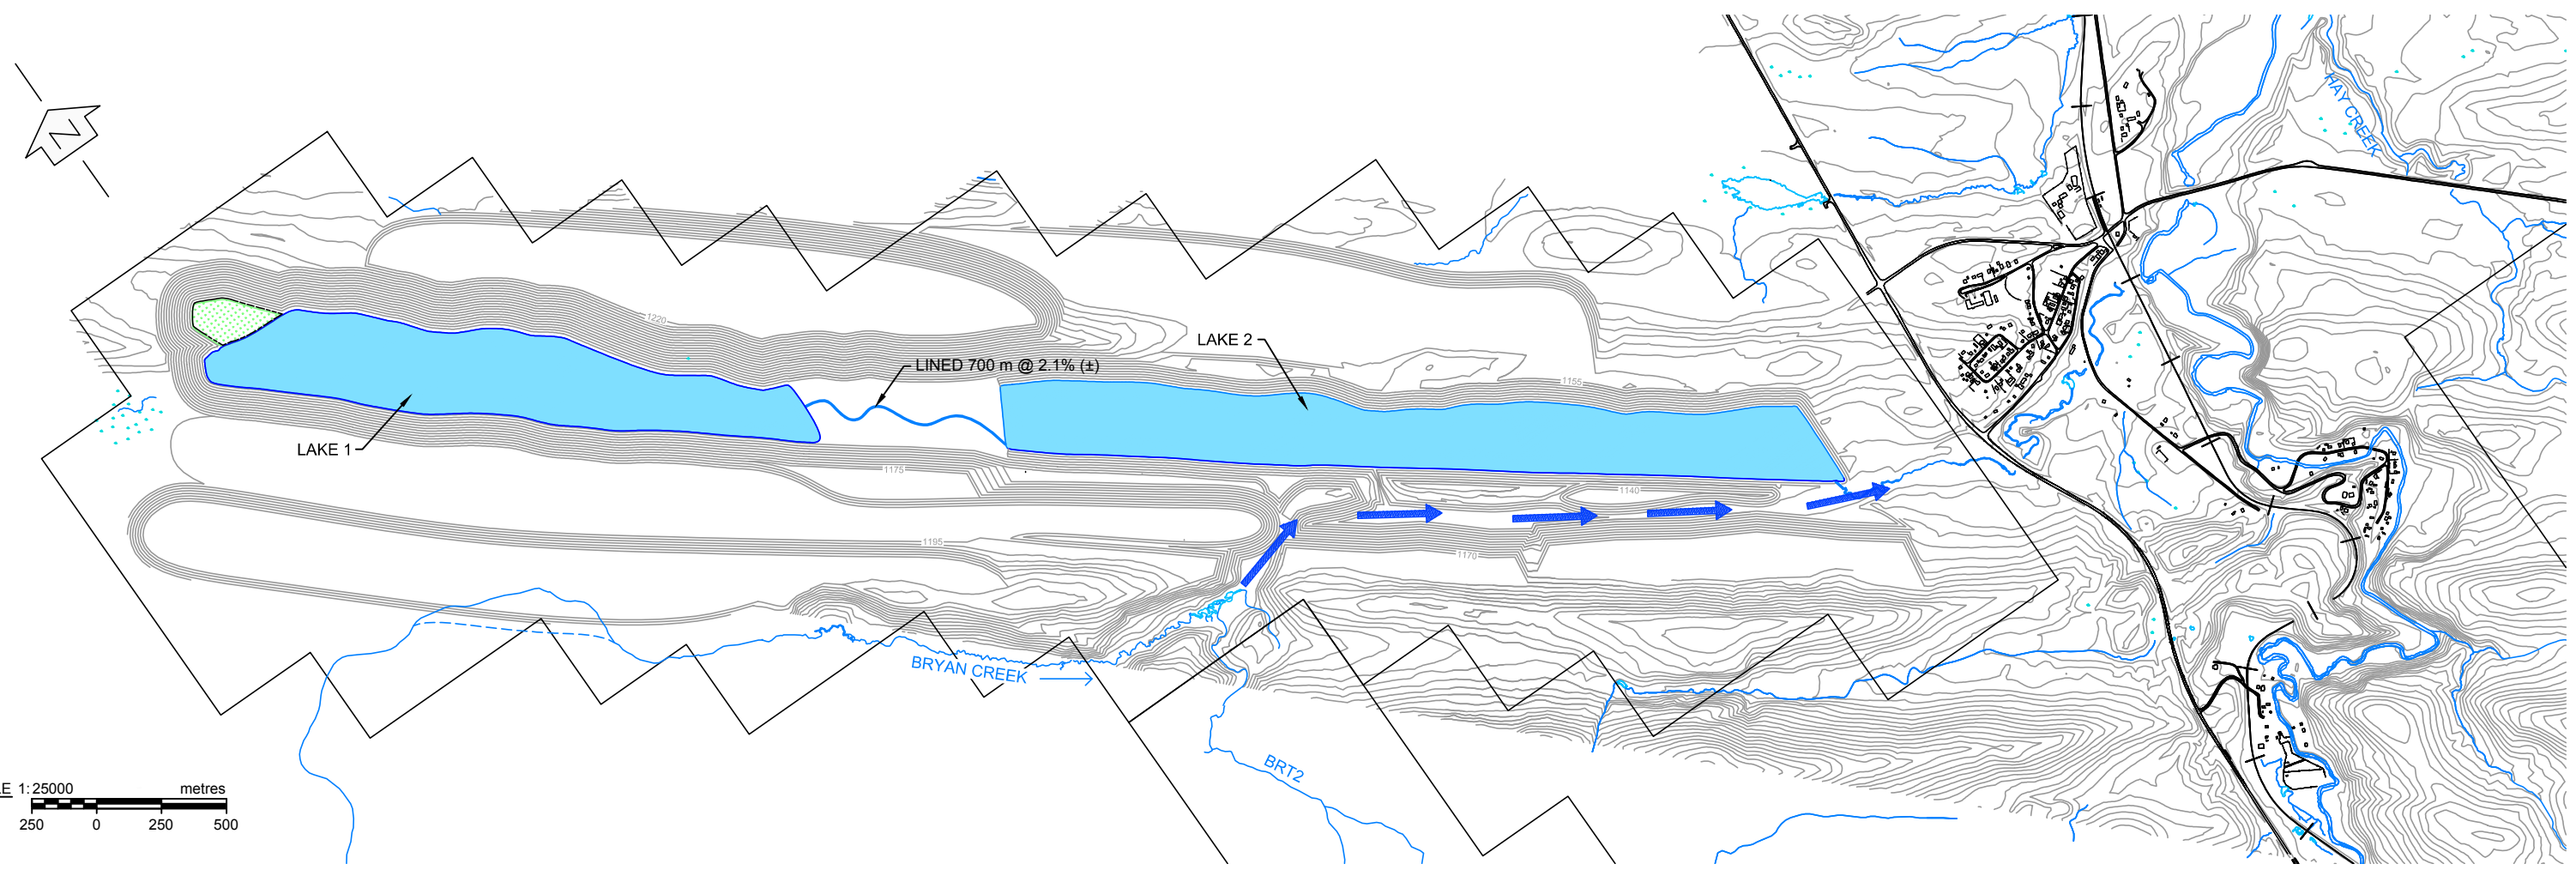 N
HAY CREEK
1220
LAKE 2
LINED 700 m @ 2.1% (±)
1155
LAKE 1
1175
1140
1195
1170
BRYAN CREEK
BRT2
E 1:25000 metres
250 0 250 500